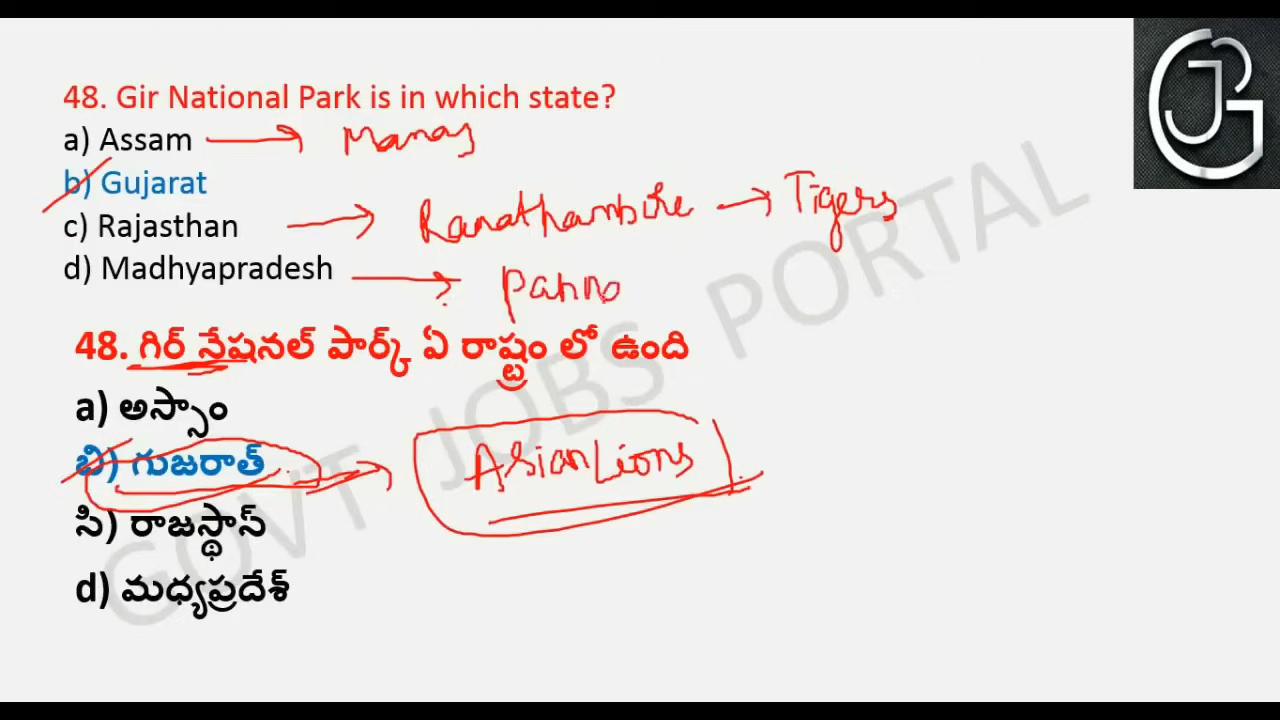 48. Gir National Park is in which state?
a) Assam → Manas
b) Gujarat
c) Rajasthan → Ranathambore → Tigers
d) Madhyapradesh → Panna
48. గిర్ నేషనల్ పార్క్ ఏ రాష్ట్రం లో ఉంది
a) అస్సాం
బి) గుజరాత్ → Asian Lions
సి) రాజస్థాన్
d) మధ్యప్రదేశ్
GOVT JOBS PORTAL
GJP